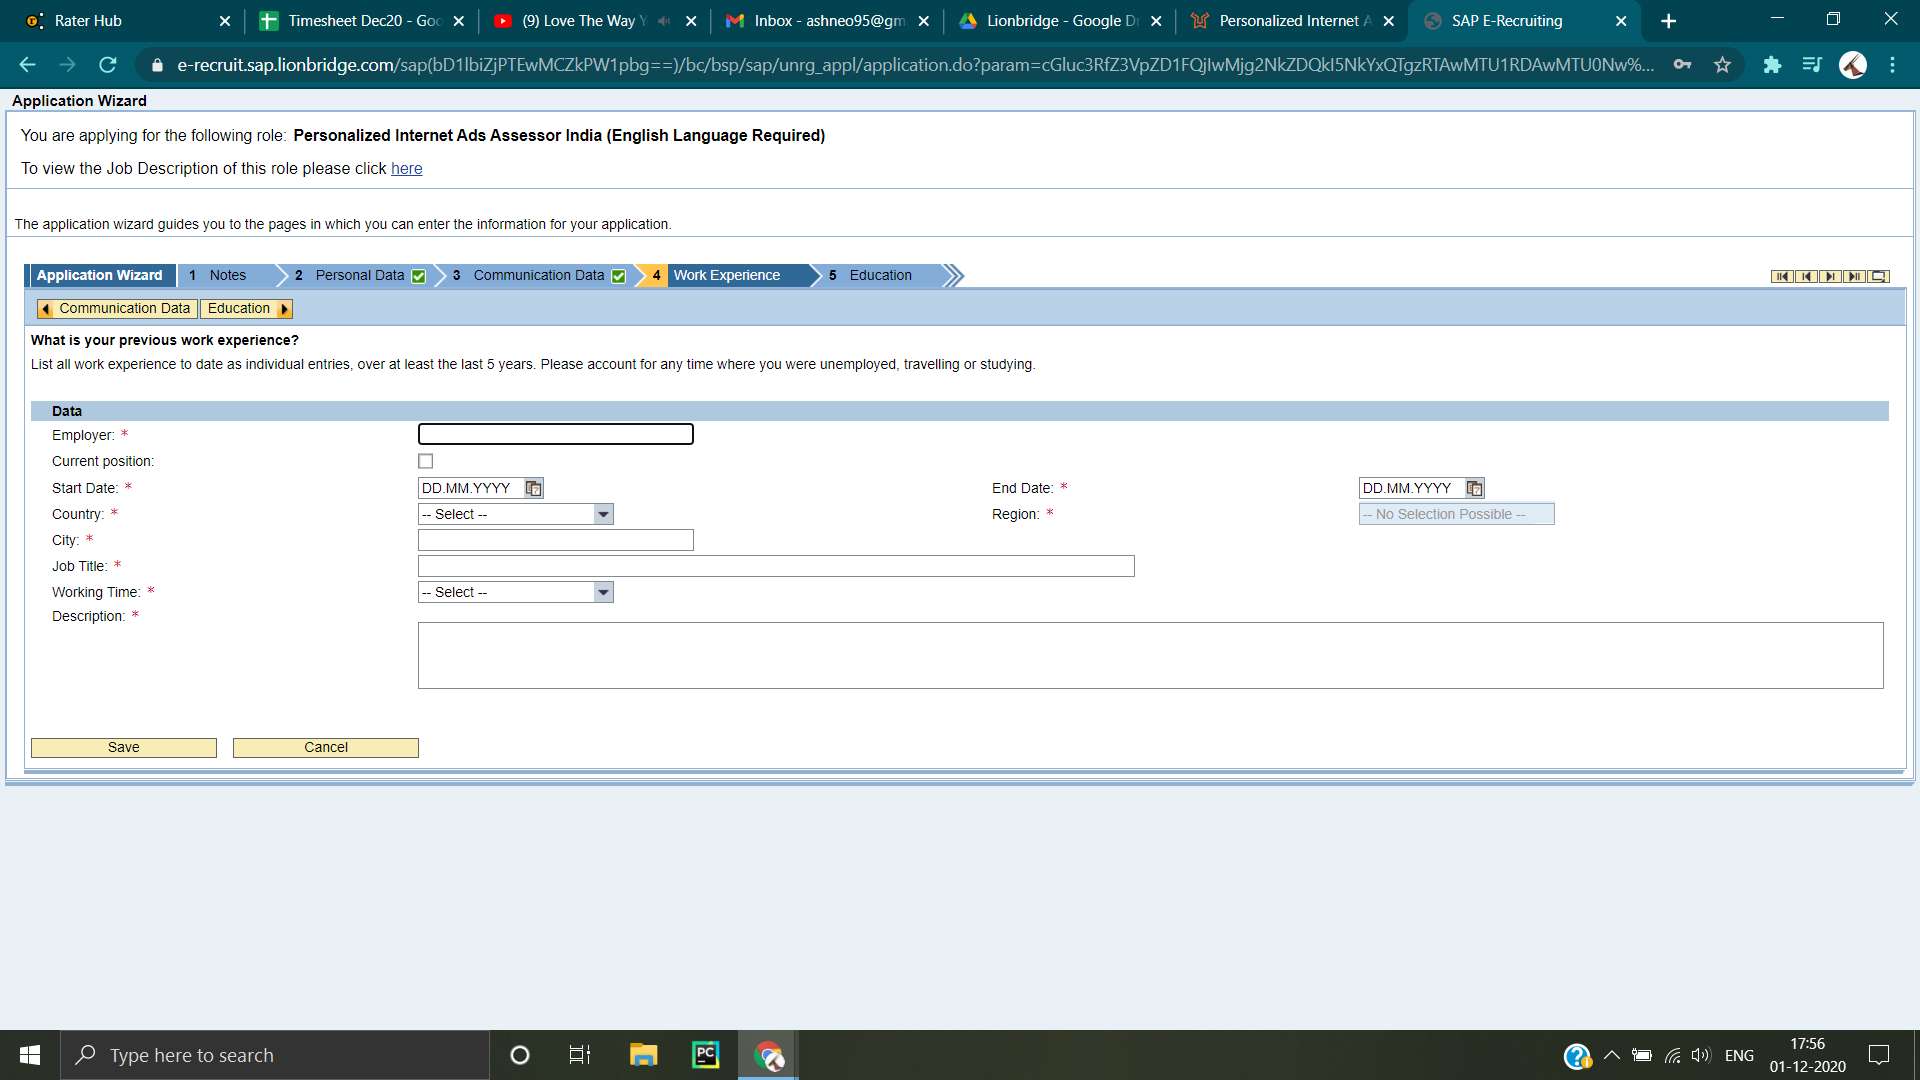 Rater Hub
Timesheet Dec20 - Goo
(9) Love The Way Y
Inbox - ashneo95@gm
Lionbridge - Google Dr
Personalized Internet A
SAP E-Recruiting
e-recruit.sap.lionbridge.com/sap(bD1lbiZjPTEwMCZkPW1pbg==)/bc/bsp/sap/unrg_appl/application.do?param=cGluc3RfZ3VpZD1FQjIwMjg2NkZDQkI5NkYxQTgzRTAwMTU1RDAwMTU0Nw%...
Application Wizard
You are applying for the following role: Personalized Internet Ads Assessor India (English Language Required)
To view the Job Description of this role please click here
The application wizard guides you to the pages in which you can enter the information for your application.
Application Wizard 1 Notes 2 Personal Data 3 Communication Data 4 Work Experience 5 Education
Communication Data Education
What is your previous work experience?
List all work experience to date as individual entries, over at least the last 5 years. Please account for any time where you were unemployed, travelling or studying.
Data
Employer: *
Current position:
Start Date: * DD.MM.YYYY End Date: * DD.MM.YYYY
Country: * -- Select -- Region: * -- No Selection Possible --
City: *
Job Title: *
Working Time: * -- Select --
Description: *
Save Cancel
Type here to search
PC
ENG
17:56
01-12-2020